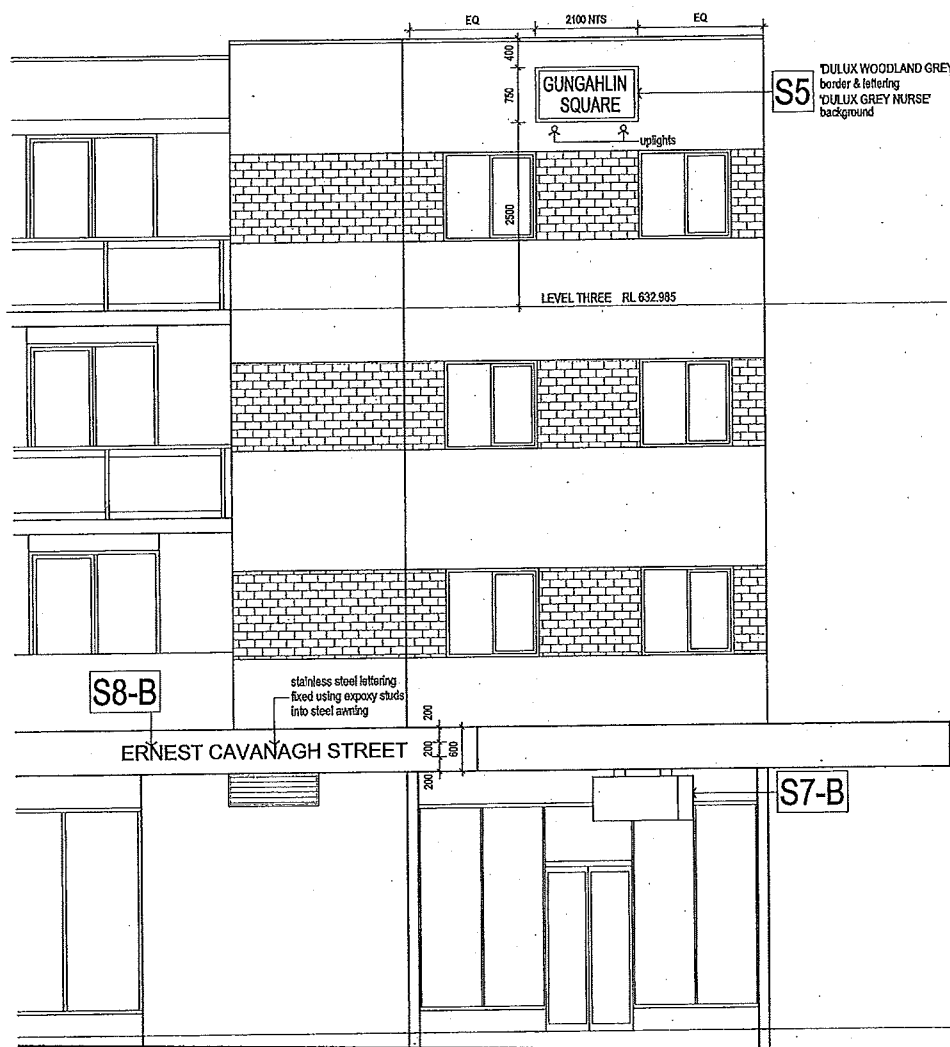 EQ
2100 NTS
EQ
400
750
2500
GUNGAHLIN
SQUARE
S5
'DULUX WOODLAND GREY
border & lettering
'DULUX GREY NURSE'
background
uplights
LEVEL THREE RL 632.985
S8-B
stainless steel lettering
fixed using expoxy studs
into steel awning
ERNEST CAVANAGH STREET
200
200
200
600
S7-B